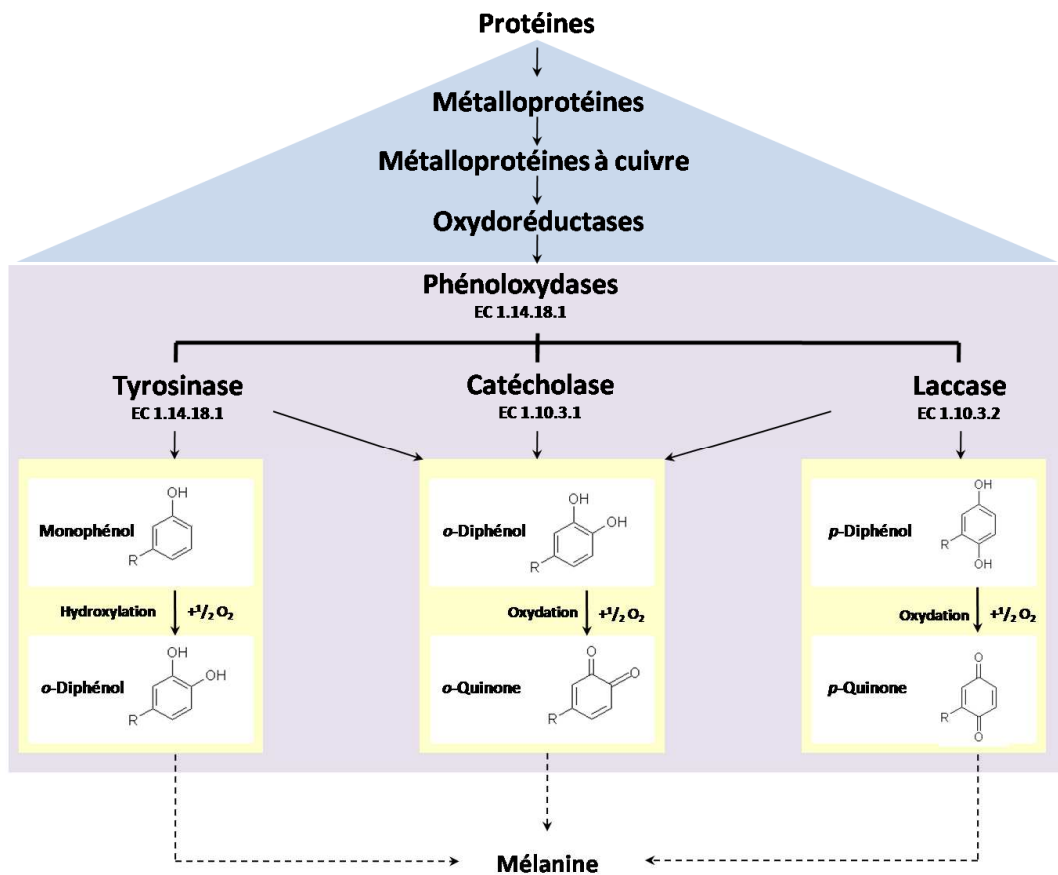 Protéines
Métalloprotéines
Métalloprotéines à cuivre
Oxydoréductases
Phénoloxydases
EC 1.14.18.1
Tyrosinase
EC 1.14.18.1
Catécholase
EC 1.10.3.1
Laccase
EC 1.10.3.2
Monophénol
OH
R
Hydroxylation +1/2 O2
o-Diphénol
OH
OH
R
o-Diphénol
OH
OH
R
Oxydation +1/2 O2
o-Quinone
O
O
R
p-Diphénol
OH
R
OH
Oxydation +1/2 O2
p-Quinone
O
R
O
Mélanine